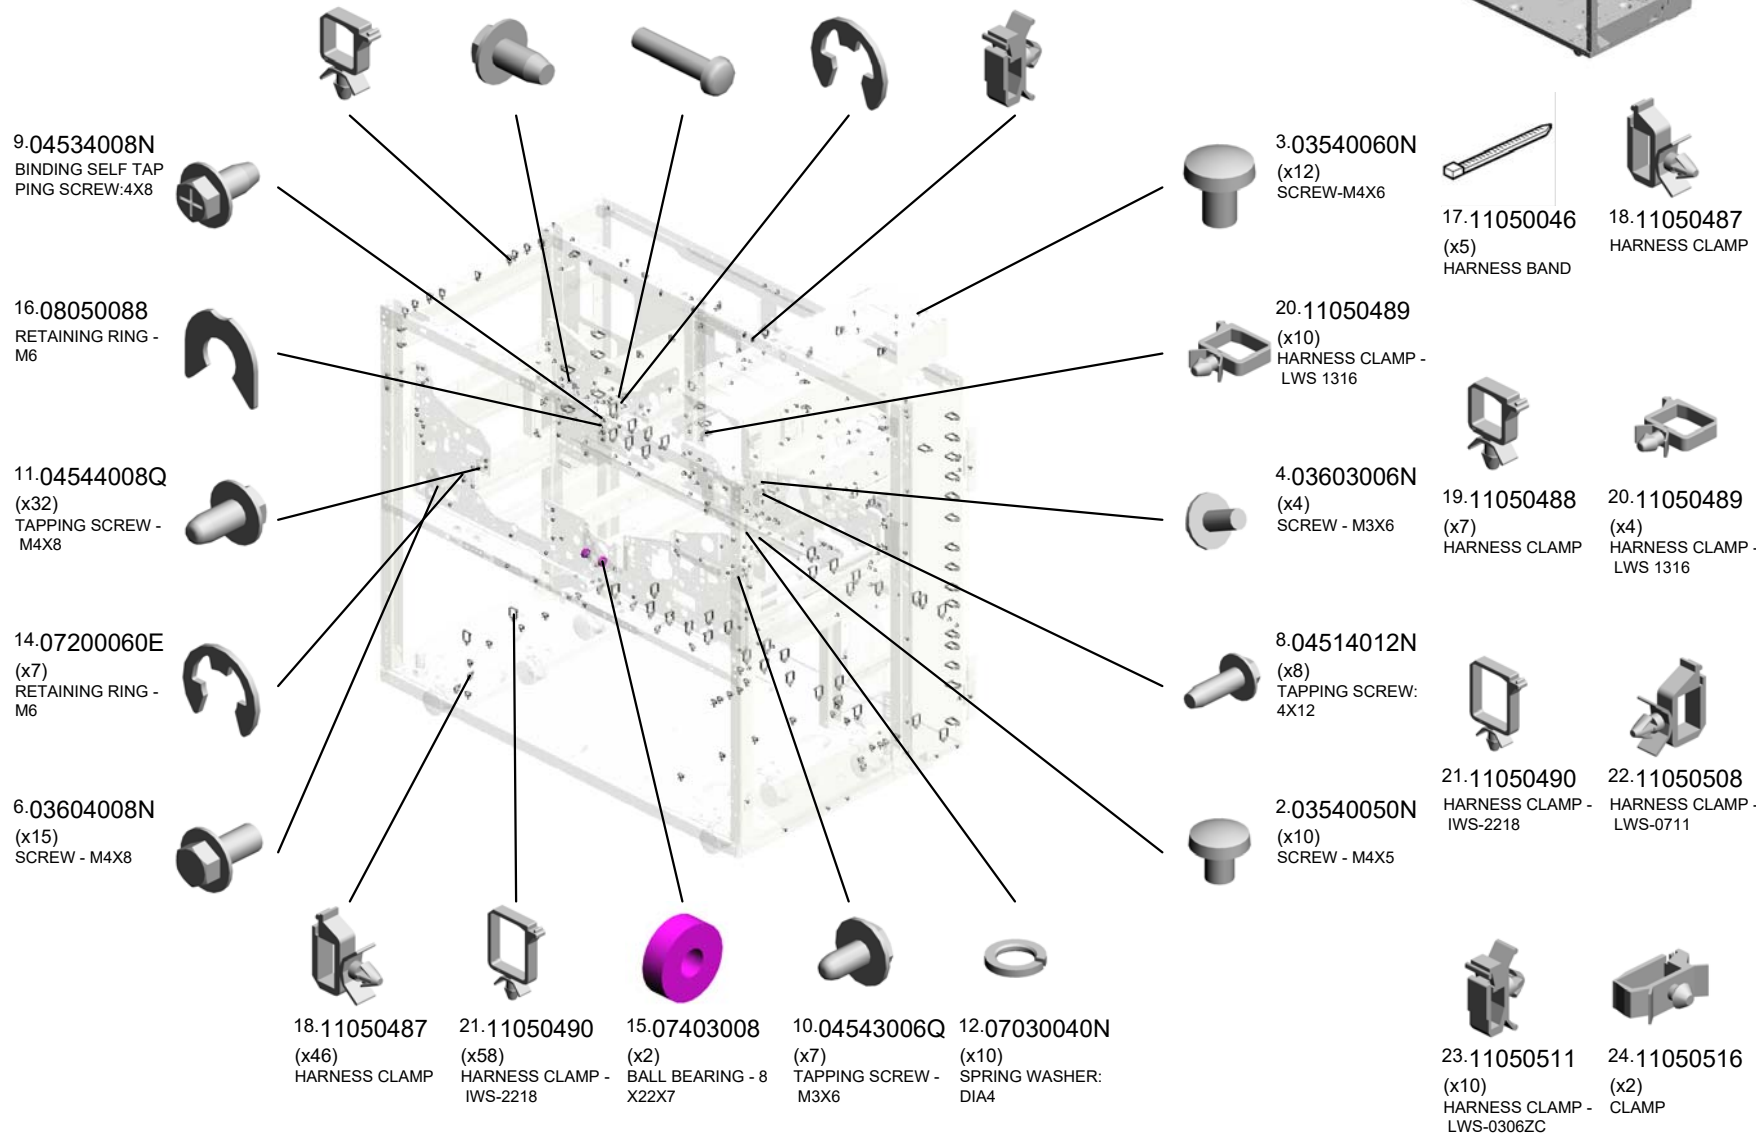 9.04534008N
BINDING SELF TAP
PING SCREW:4X8
16.08050088
RETAINING RING -
M6
11.04544008Q
(x32)
TAPPING SCREW -
M4X8
14.07200060E
(x7)
RETAINING RING -
M6
6.03604008N
(x15)
SCREW - M4X8
18.11050487
(x46)
HARNESS CLAMP
21.11050490
(x58)
HARNESS CLAMP -
IWS-2218
15.07403008
(x2)
BALL BEARING - 8
X22X7
10.04543006Q
(x7)
TAPPING SCREW -
M3X6
12.07030040N
(x10)
SPRING WASHER:
DIA4
3.03540060N
(x12)
SCREW-M4X6
20.11050489
(x10)
HARNESS CLAMP -
LWS 1316
4.03603006N
(x4)
SCREW - M3X6
8.04514012N
(x8)
TAPPING SCREW:
4X12
2.03540050N
(x10)
SCREW - M4X5
17.11050046
(x5)
HARNESS BAND
18.11050487
HARNESS CLAMP
19.11050488
(x7)
HARNESS CLAMP
20.11050489
(x4)
HARNESS CLAMP -
LWS 1316
21.11050490
HARNESS CLAMP -
IWS-2218
22.11050508
HARNESS CLAMP -
LWS-0711
23.11050511
(x10)
HARNESS CLAMP -
LWS-0306ZC
24.11050516
(x2)
CLAMP